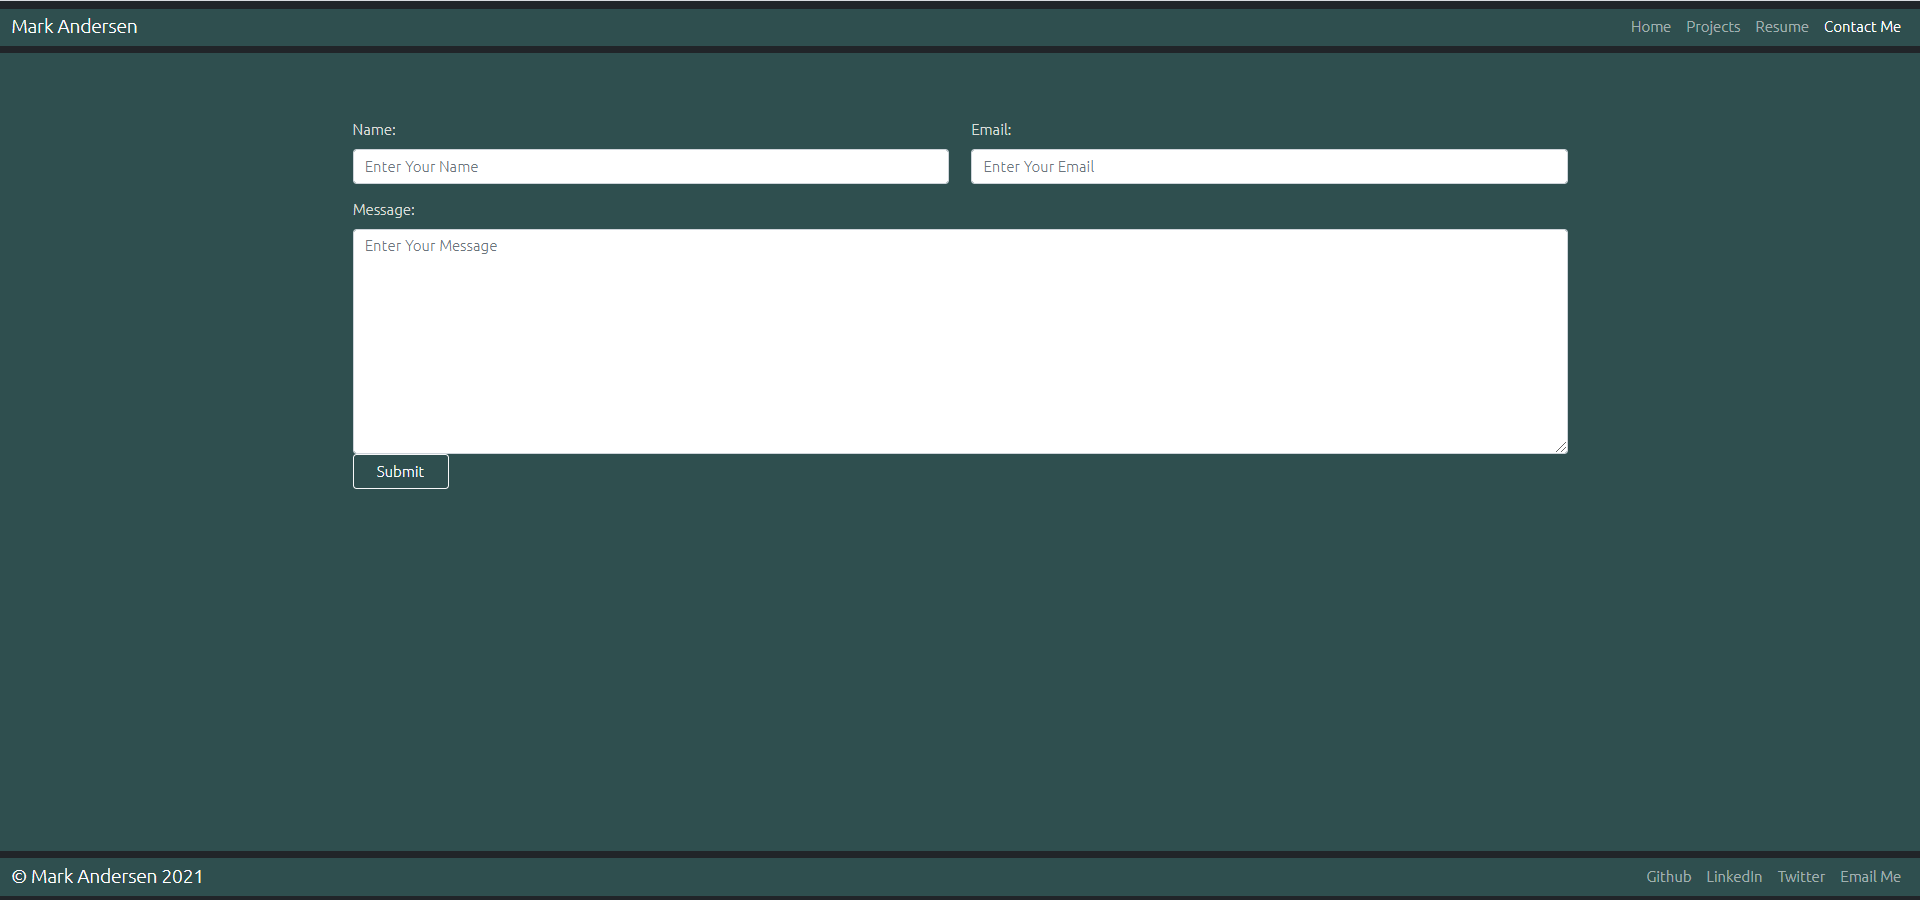 Mark Andersen Home Projects Resume Contact Me
Name: Email:
Enter Your Name Enter Your Email
Message:
Enter Your Message
Submit
© Mark Andersen 2021 Github LinkedIn Twitter Email Me